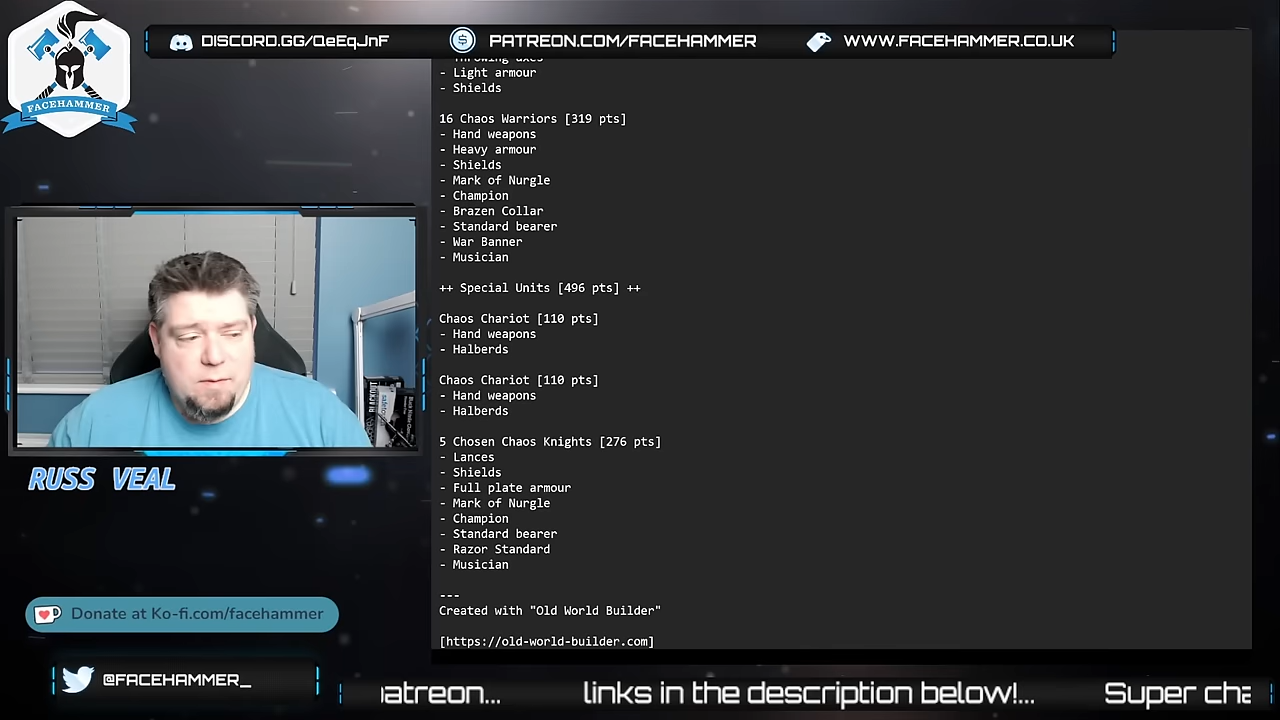 DISCORD.GG/QeEqJnF
PATREON.COM/FACEHAMMER
WWW.FACEHAMMER.CO.UK
FACEHAMMER
- Throwing axes
- Light armour
- Shields
16 Chaos Warriors [319 pts]
- Hand weapons
- Heavy armour
- Shields
- Mark of Nurgle
- Champion
- Brazen Collar
- Standard bearer
- War Banner
- Musician
++ Special Units [496 pts] ++
Chaos Chariot [110 pts]
- Hand weapons
- Halberds
Chaos Chariot [110 pts]
- Hand weapons
- Halberds
5 Chosen Chaos Knights [276 pts]
- Lances
- Shields
- Full plate armour
- Mark of Nurgle
- Champion
- Standard bearer
- Razor Standard
- Musician
---
Created with "Old World Builder"
[https://old-world-builder.com]
BLACKOUT
RUSS VEAL
Donate at Ko-fi.com/facehammer
@FACEHAMMER_
atreon... links in the description below!... Super cha